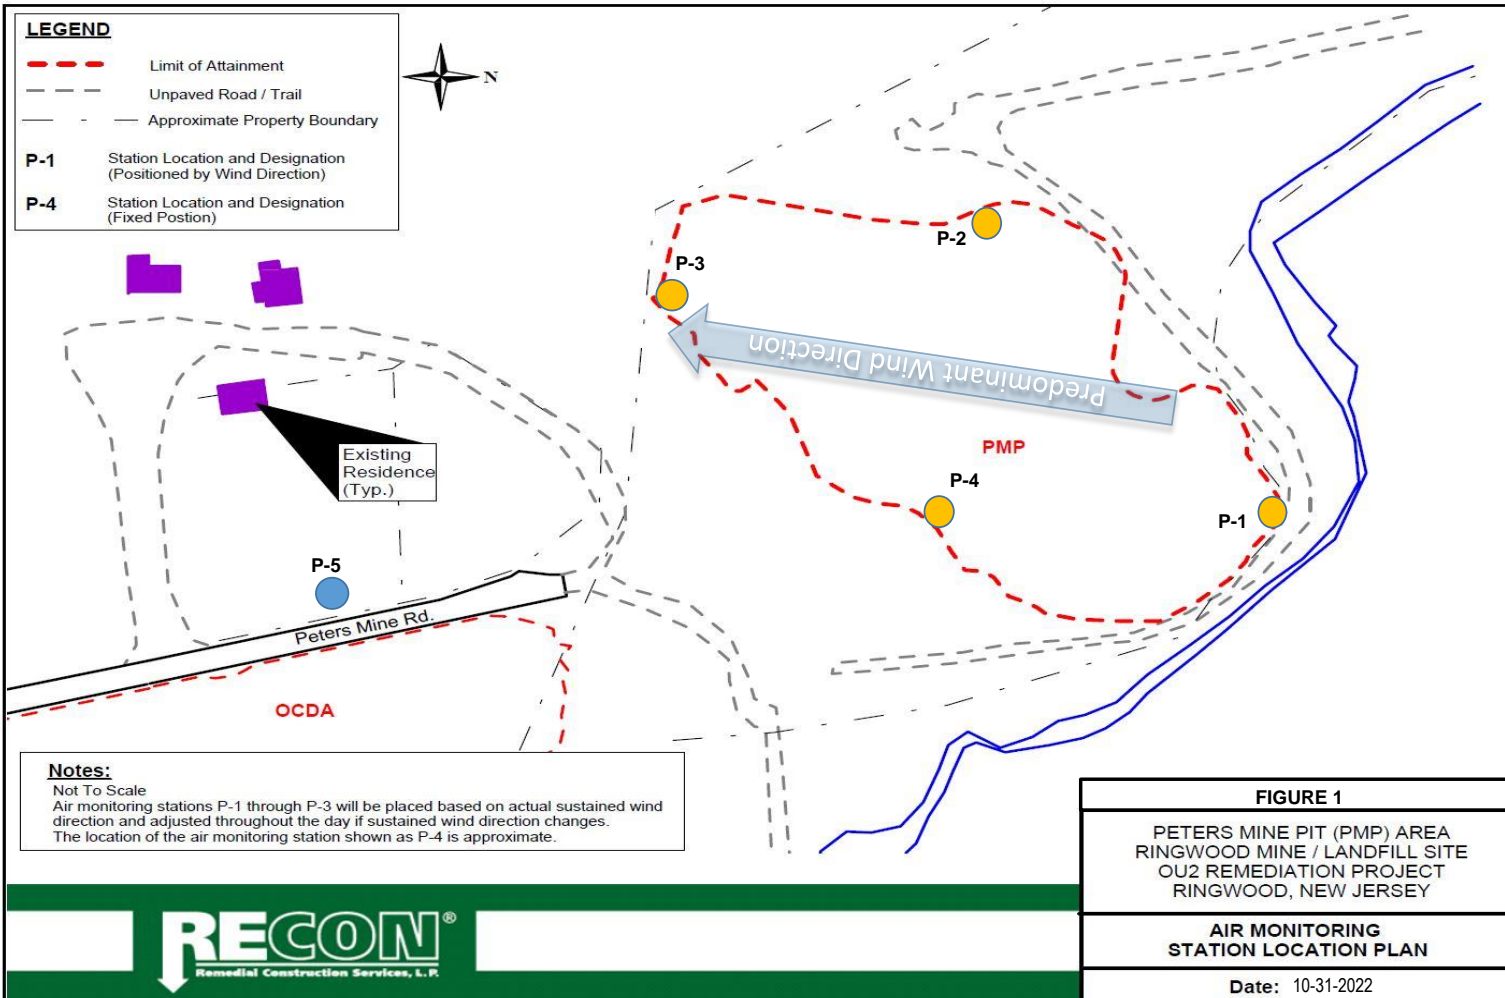 LEGEND
Limit of Attainment
Unpaved Road / Trail
Approximate Property Boundary
P-1 Station Location and Designation
(Positioned by Wind Direction)
P-4 Station Location and Designation
(Fixed Postion)
N
P-2
P-3
Predominant Wind Direction
PMP
P-4
P-1
Existing
Residence
(Typ.)
P-5
Peters Mine Rd.
OCDA
Notes:
Not To Scale
Air monitoring stations P-1 through P-3 will be placed based on actual sustained wind
direction and adjusted throughout the day if sustained wind direction changes.
The location of the air monitoring station shown as P-4 is approximate.
RECON®
Remedial Construction Services, L.P.
FIGURE 1
PETERS MINE PIT (PMP) AREA
RINGWOOD MINE / LANDFILL SITE
OU2 REMEDIATION PROJECT
RINGWOOD, NEW JERSEY
AIR MONITORING
STATION LOCATION PLAN
Date: 10-31-2022